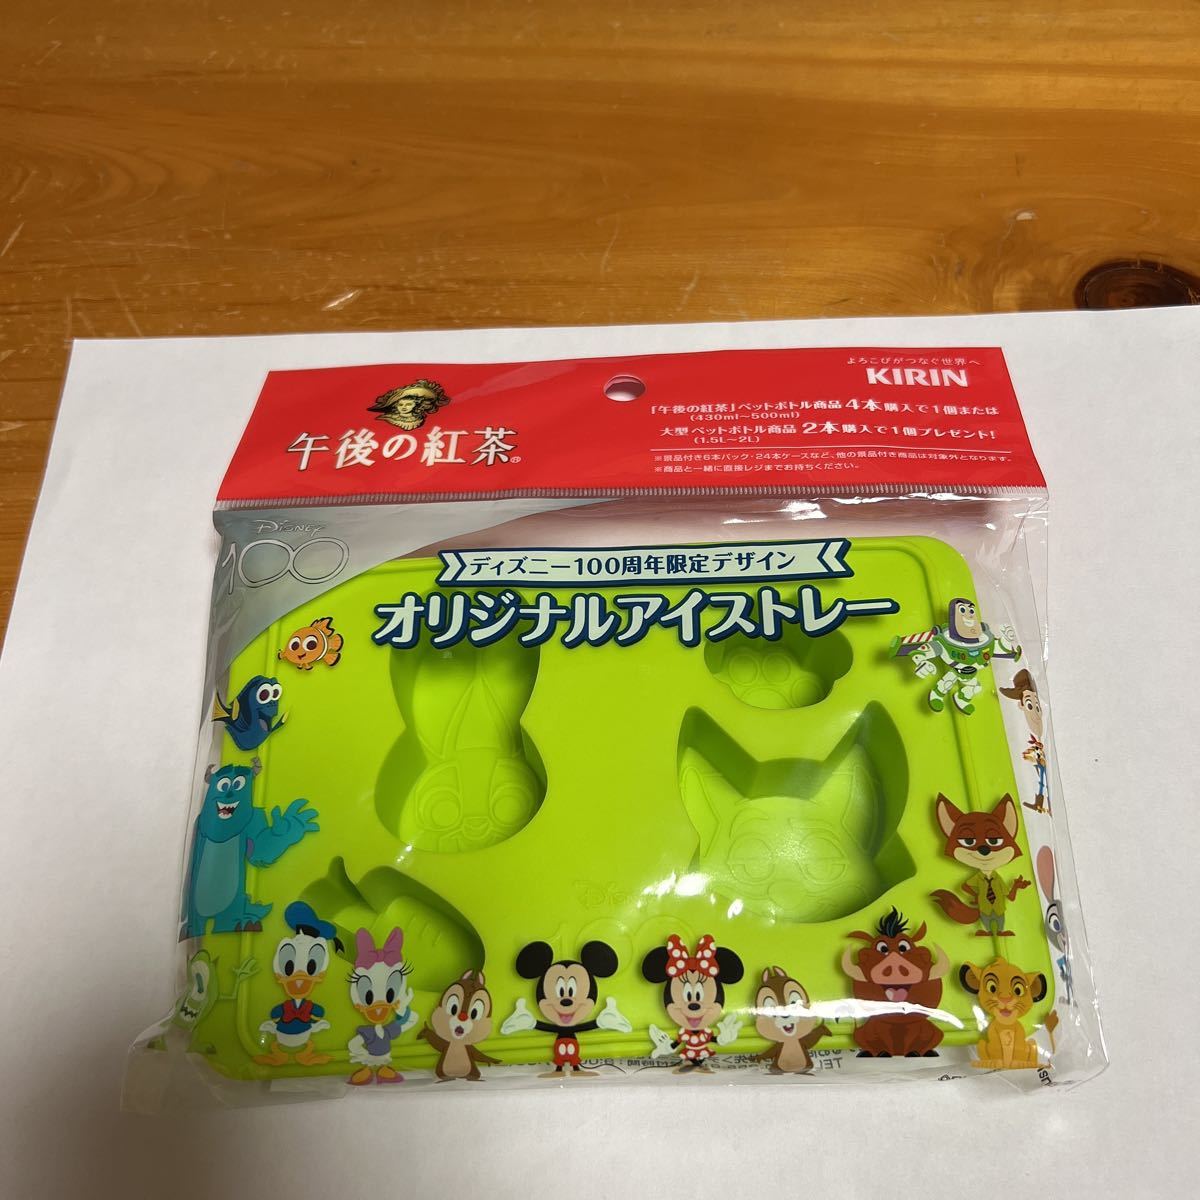 よろこびがつなぐ世界へ
KIRIN
午後の紅茶®
「午後の紅茶」ペットボトル商品4本購入で1個または
(430ml～500ml)
大型ペットボトル商品2本購入で1個プレゼント!
(1.5L～2L)
※景品付き6本パック・24本ケースなど、他の景品付き商品は対象外となります。
※商品と一緒に直接レジまでお持ちください。
Disney
100
ディズニー100周年限定デザイン
オリジナルアイストレー
Disney
100
TEL